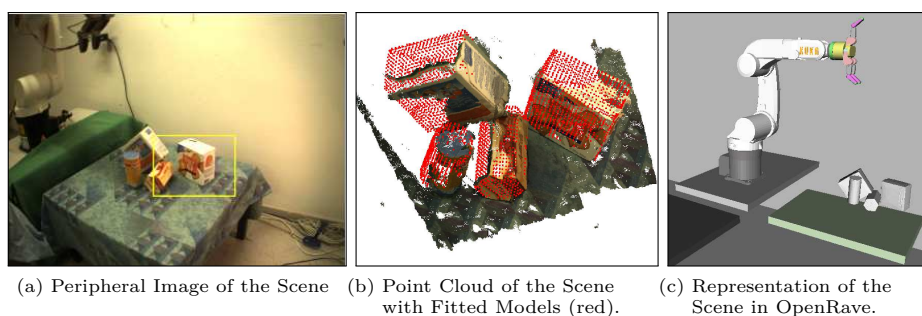 KUKA
(a) Peripheral Image of the Scene
(b) Point Cloud of the Scene
with Fitted Models (red).
(c) Representation of the
Scene in OpenRave.